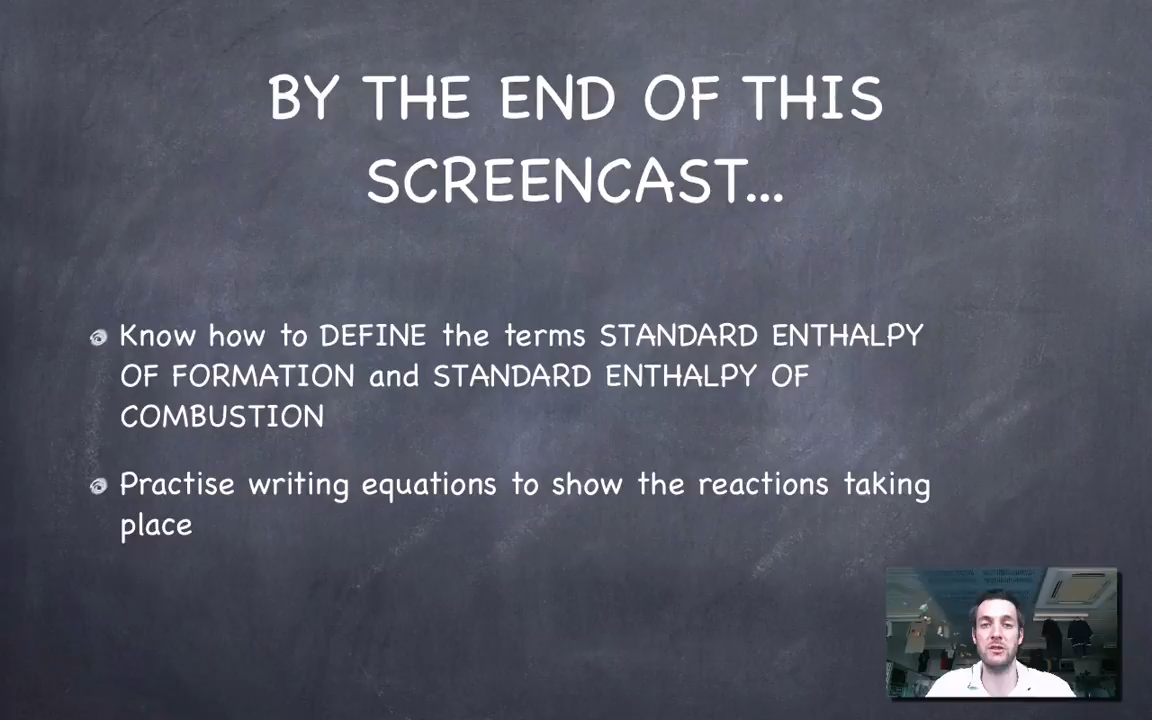 BY THE END OF THIS
SCREENCAST...
Know how to DEFINE the terms STANDARD ENTHALPY
OF FORMATION and STANDARD ENTHALPY OF
COMBUSTION
Practise writing equations to show the reactions taking
place